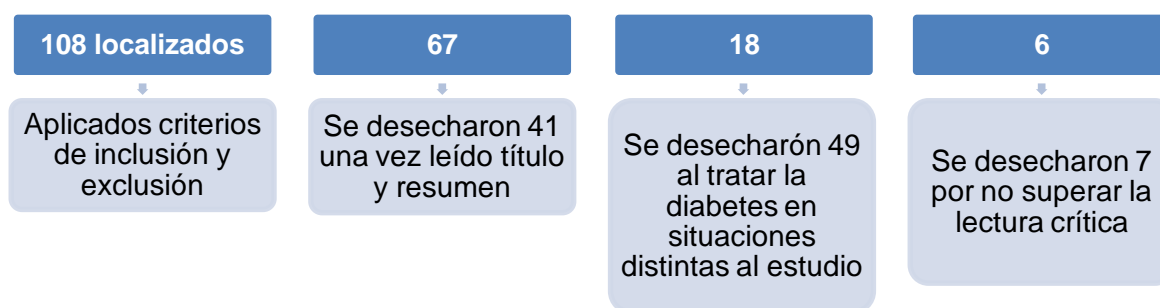 108 localizados
Aplicados criterios
de inclusión y
exclusión
67
Se desecharon 41
una vez leído título
y resumen
18
Se desecharón 49
al tratar la
diabetes en
situaciones
distintas al estudio
6
Se desecharon 7
por no superar la
lectura crítica